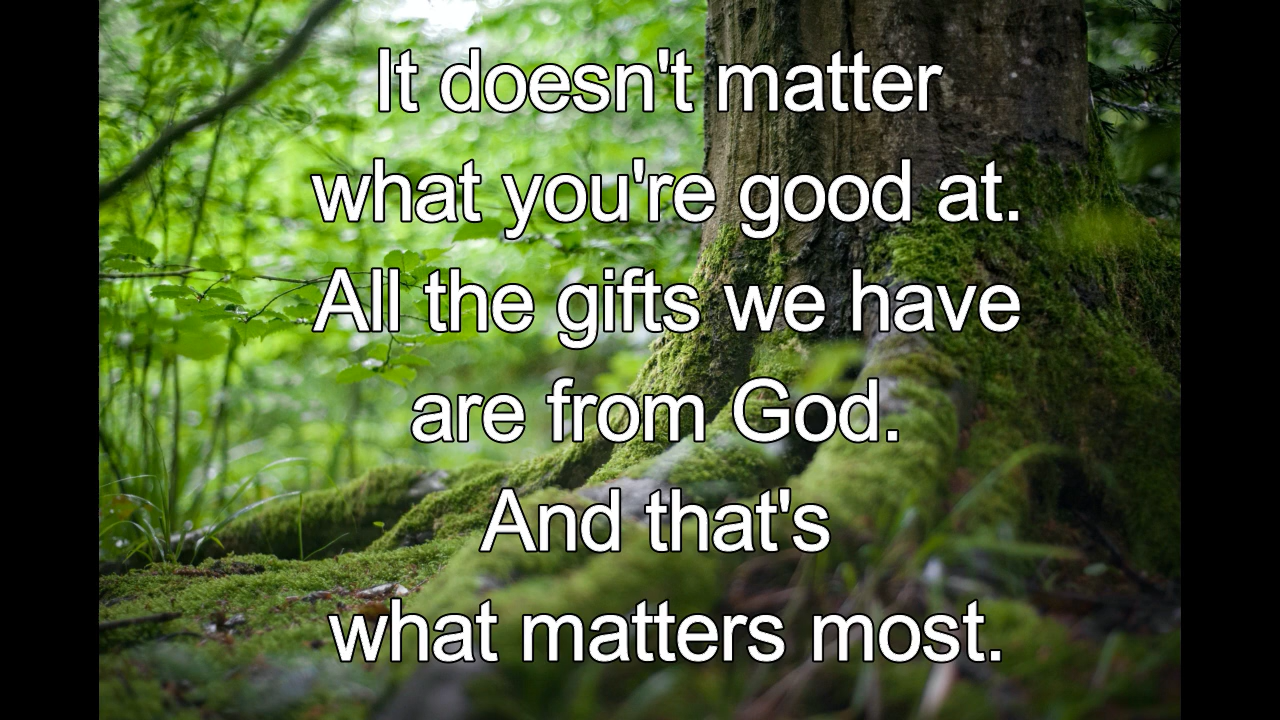 It doesn't matter
what you're good at.
All the gifts we have
are from God.
And that's
what matters most.